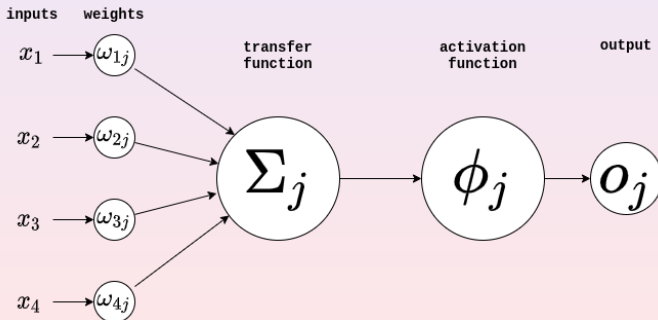 inputs weights
transfer function
activation function
output
x₁ ω₁ⱼ
x₂ ω₂ⱼ
x₃ ω₃ⱼ
x₄ ω₄ⱼ
Σⱼ
ϕⱼ
oⱼ